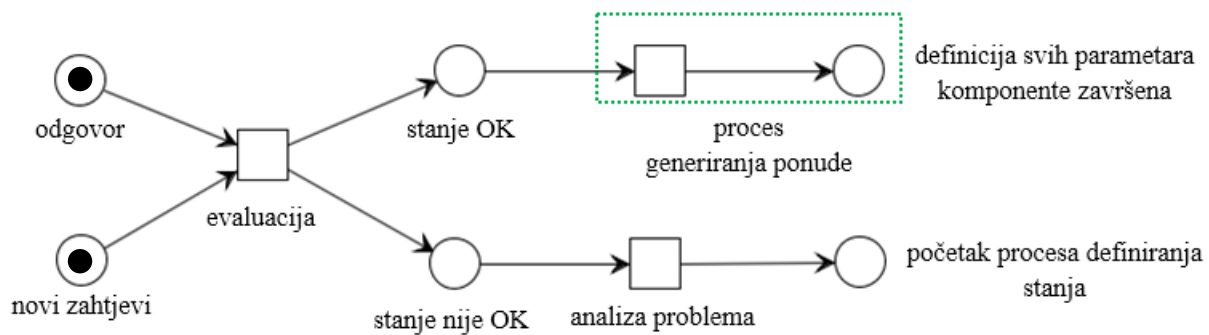 odgovor
novi zahtjevi
evaluacija
stanje OK
stanje nije OK
proces
generiranja ponude
analiza problema
definicija svih parametara
komponente završena
početak procesa definiranja
stanja